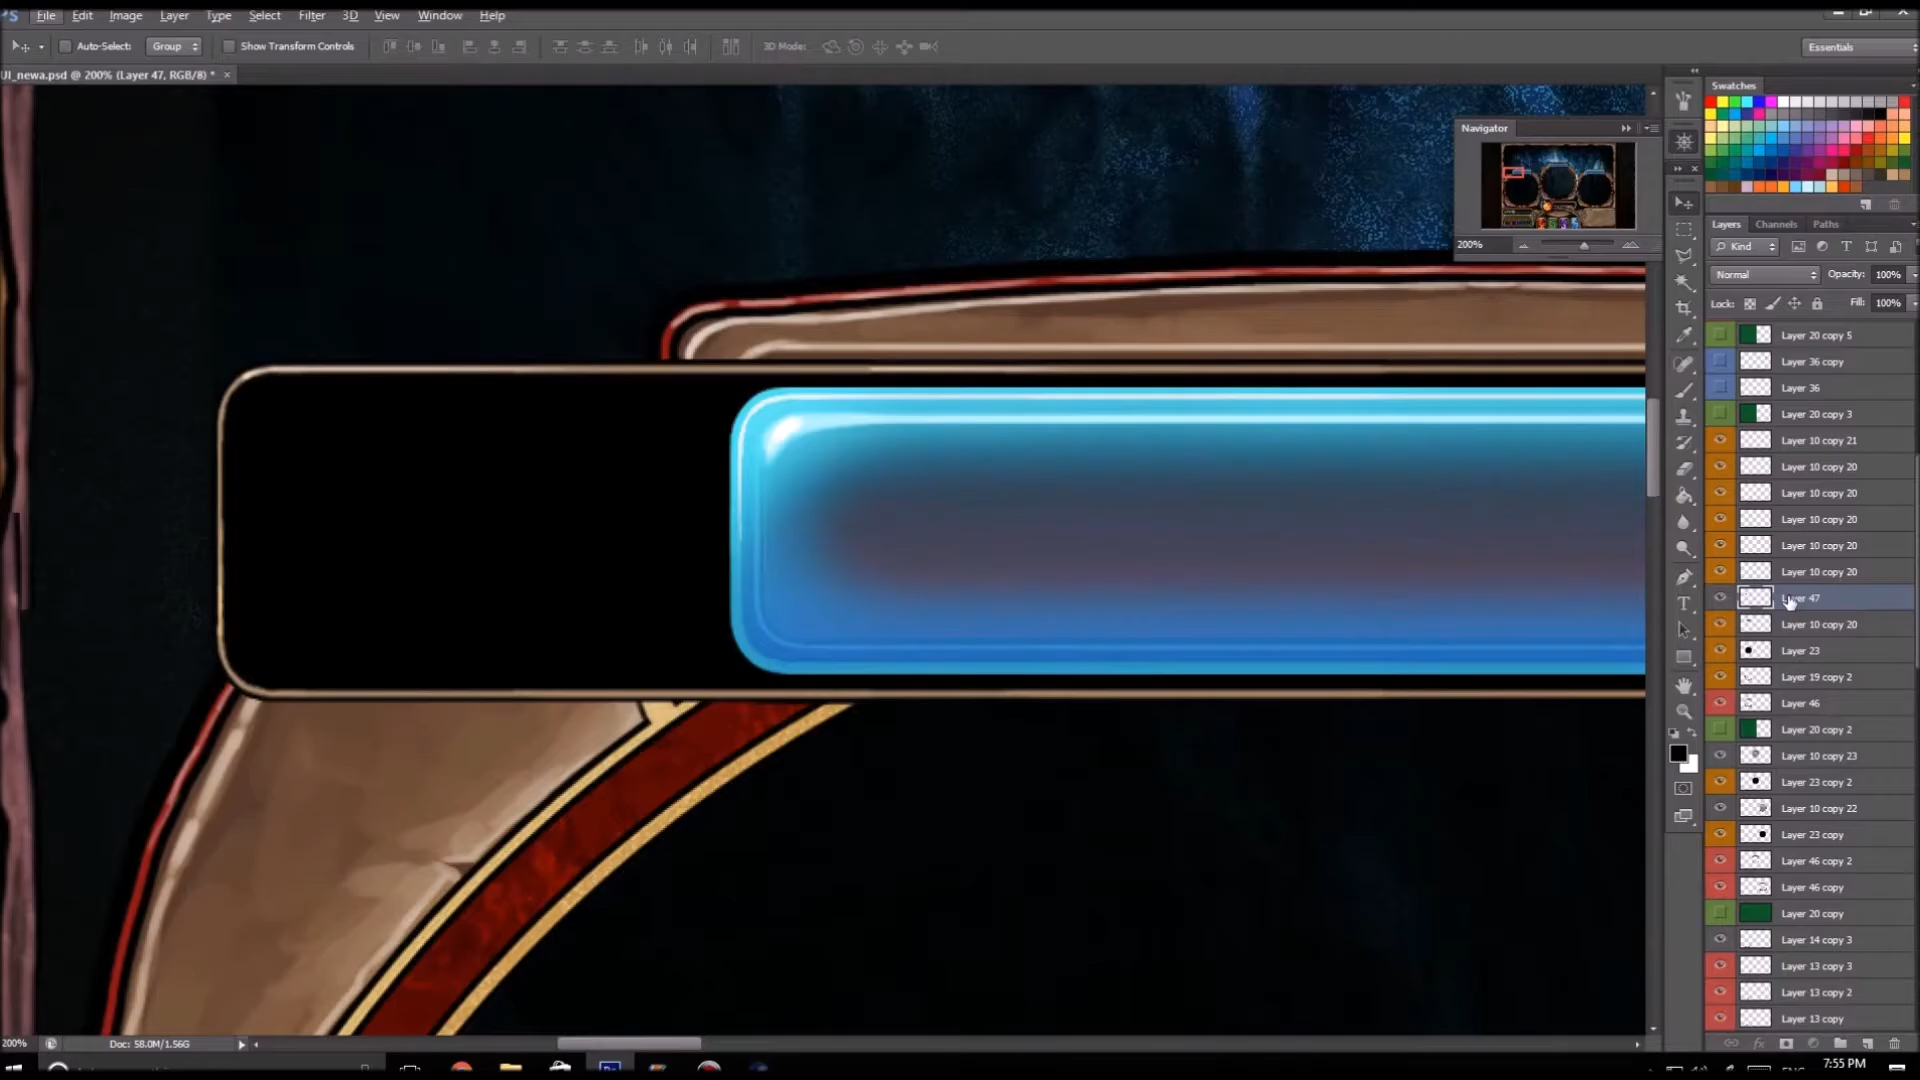 File Edit Image Layer Type Select Filter 3D View Window Help
Auto-Select: Group Show Transform Controls 3D Mode: Essentials
UI_newa.psd @ 200% (Layer 47, RGB/8) * ×
Swatches
Navigator
200%
Layers Channels Paths
Kind
Normal Opacity: 100%
Lock: Fill: 100%
Layer 20 copy 5
Layer 36 copy
Layer 36
Layer 20 copy 3
Layer 10 copy 21
Layer 10 copy 20
Layer 10 copy 20
Layer 10 copy 20
Layer 10 copy 20
Layer 10 copy 20
Layer 47
Layer 10 copy 20
Layer 23
Layer 19 copy 2
Layer 46
Layer 20 copy 2
Layer 10 copy 23
Layer 23 copy 2
Layer 10 copy 22
Layer 23 copy
Layer 46 copy 2
Layer 46 copy
Layer 20 copy
Layer 14 copy 3
Layer 13 copy 3
Layer 13 copy 2
Layer 13 copy
200% Doc: 58.0M/1.56G
7:55 PM